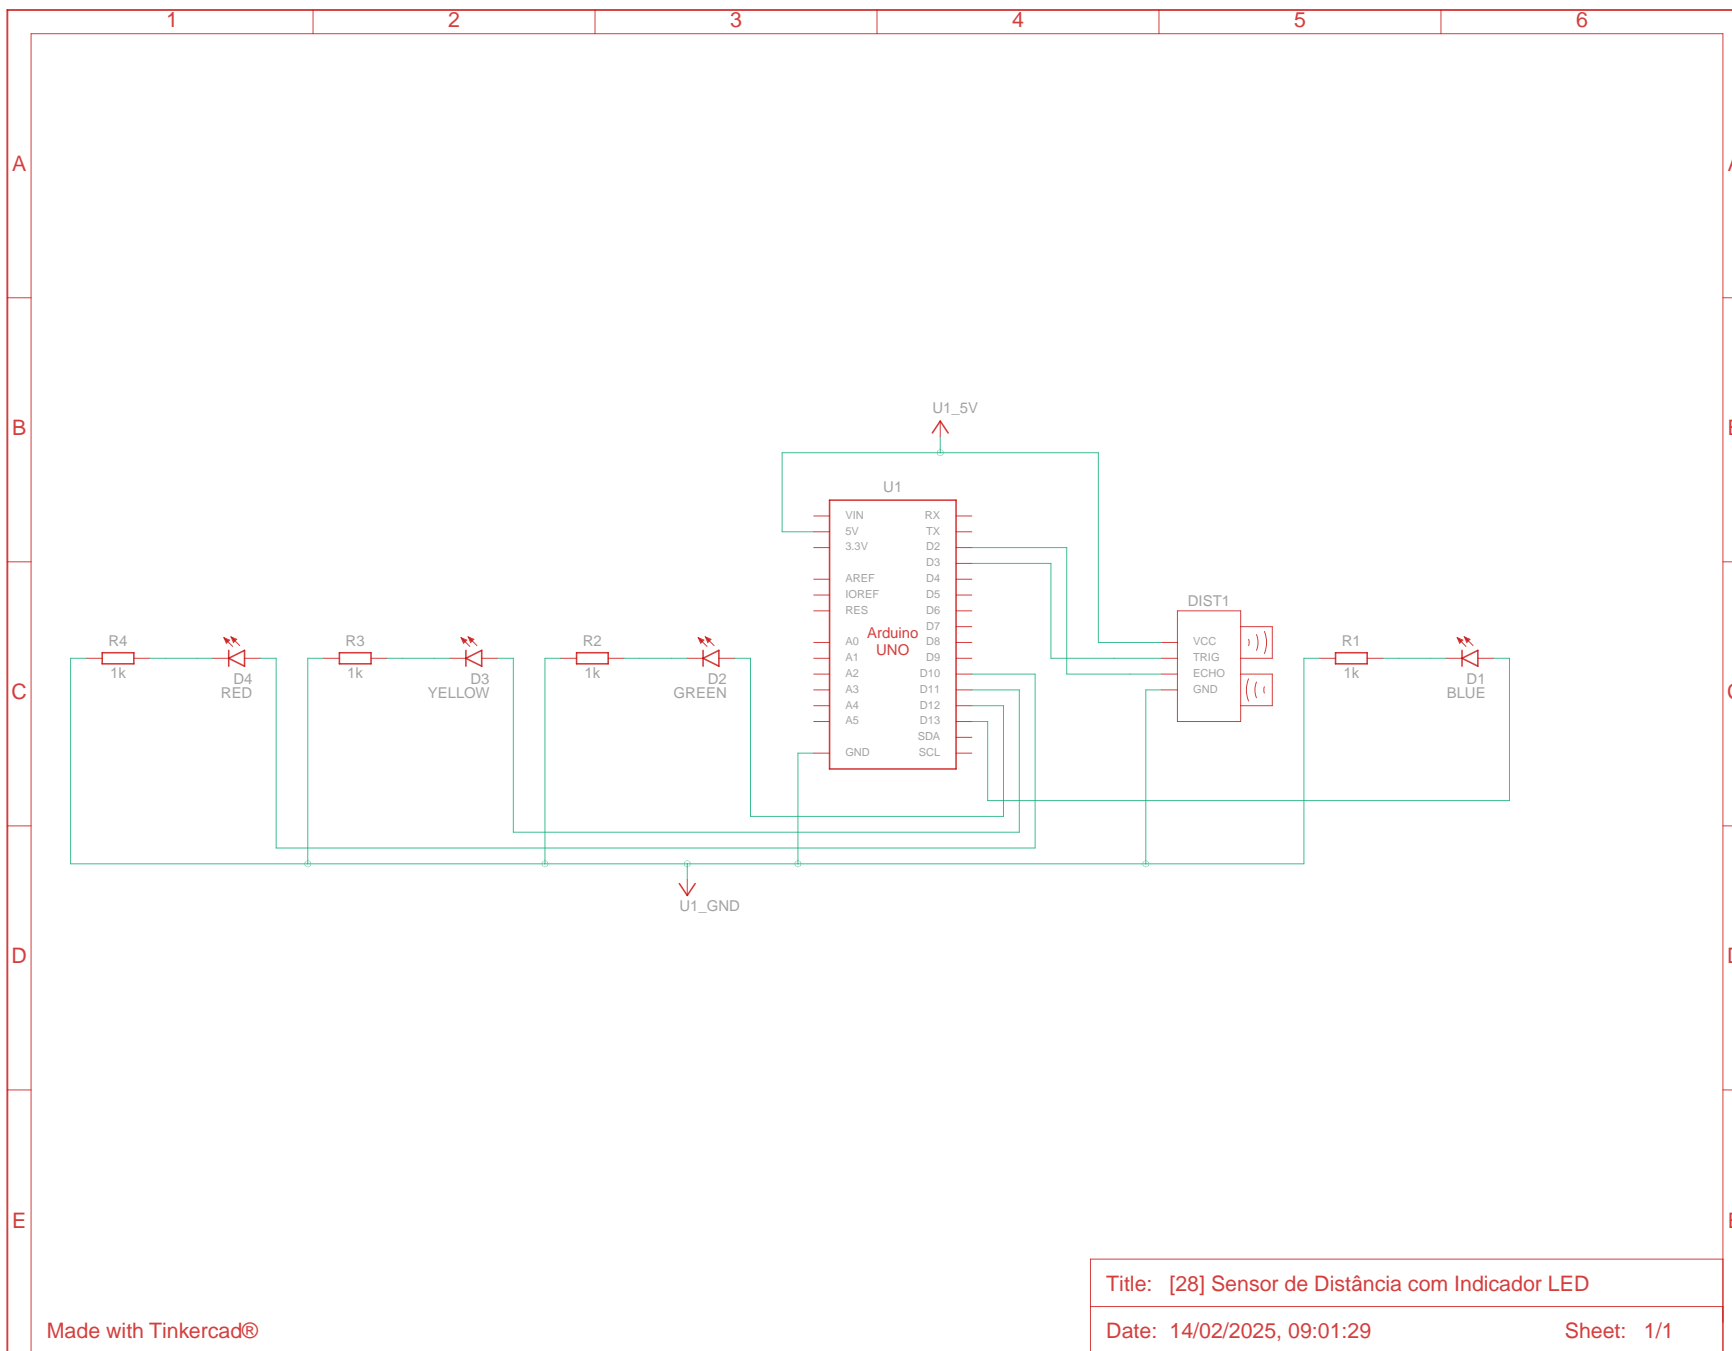 1 2 3 4 5 6
A
B
C
D
E
U1_5V
U1
VIN RX
5V TX
3.3V D2
D3
AREF D4
IOREF D5
RES D6
D7
A0 D8
A1 D9
A2 D10
A3 D11
A4 D12
A5 D13
SDA
GND SCL
Arduino
UNO
DIST1
VCC
TRIG
ECHO
GND
R4
1k
D4
RED
R3
1k
D3
YELLOW
R2
1k
D2
GREEN
R1
1k
D1
BLUE
U1_GND
Title: [28] Sensor de Distância com Indicador LED
Date: 14/02/2025, 09:01:29 Sheet: 1/1
Made with Tinkercad®